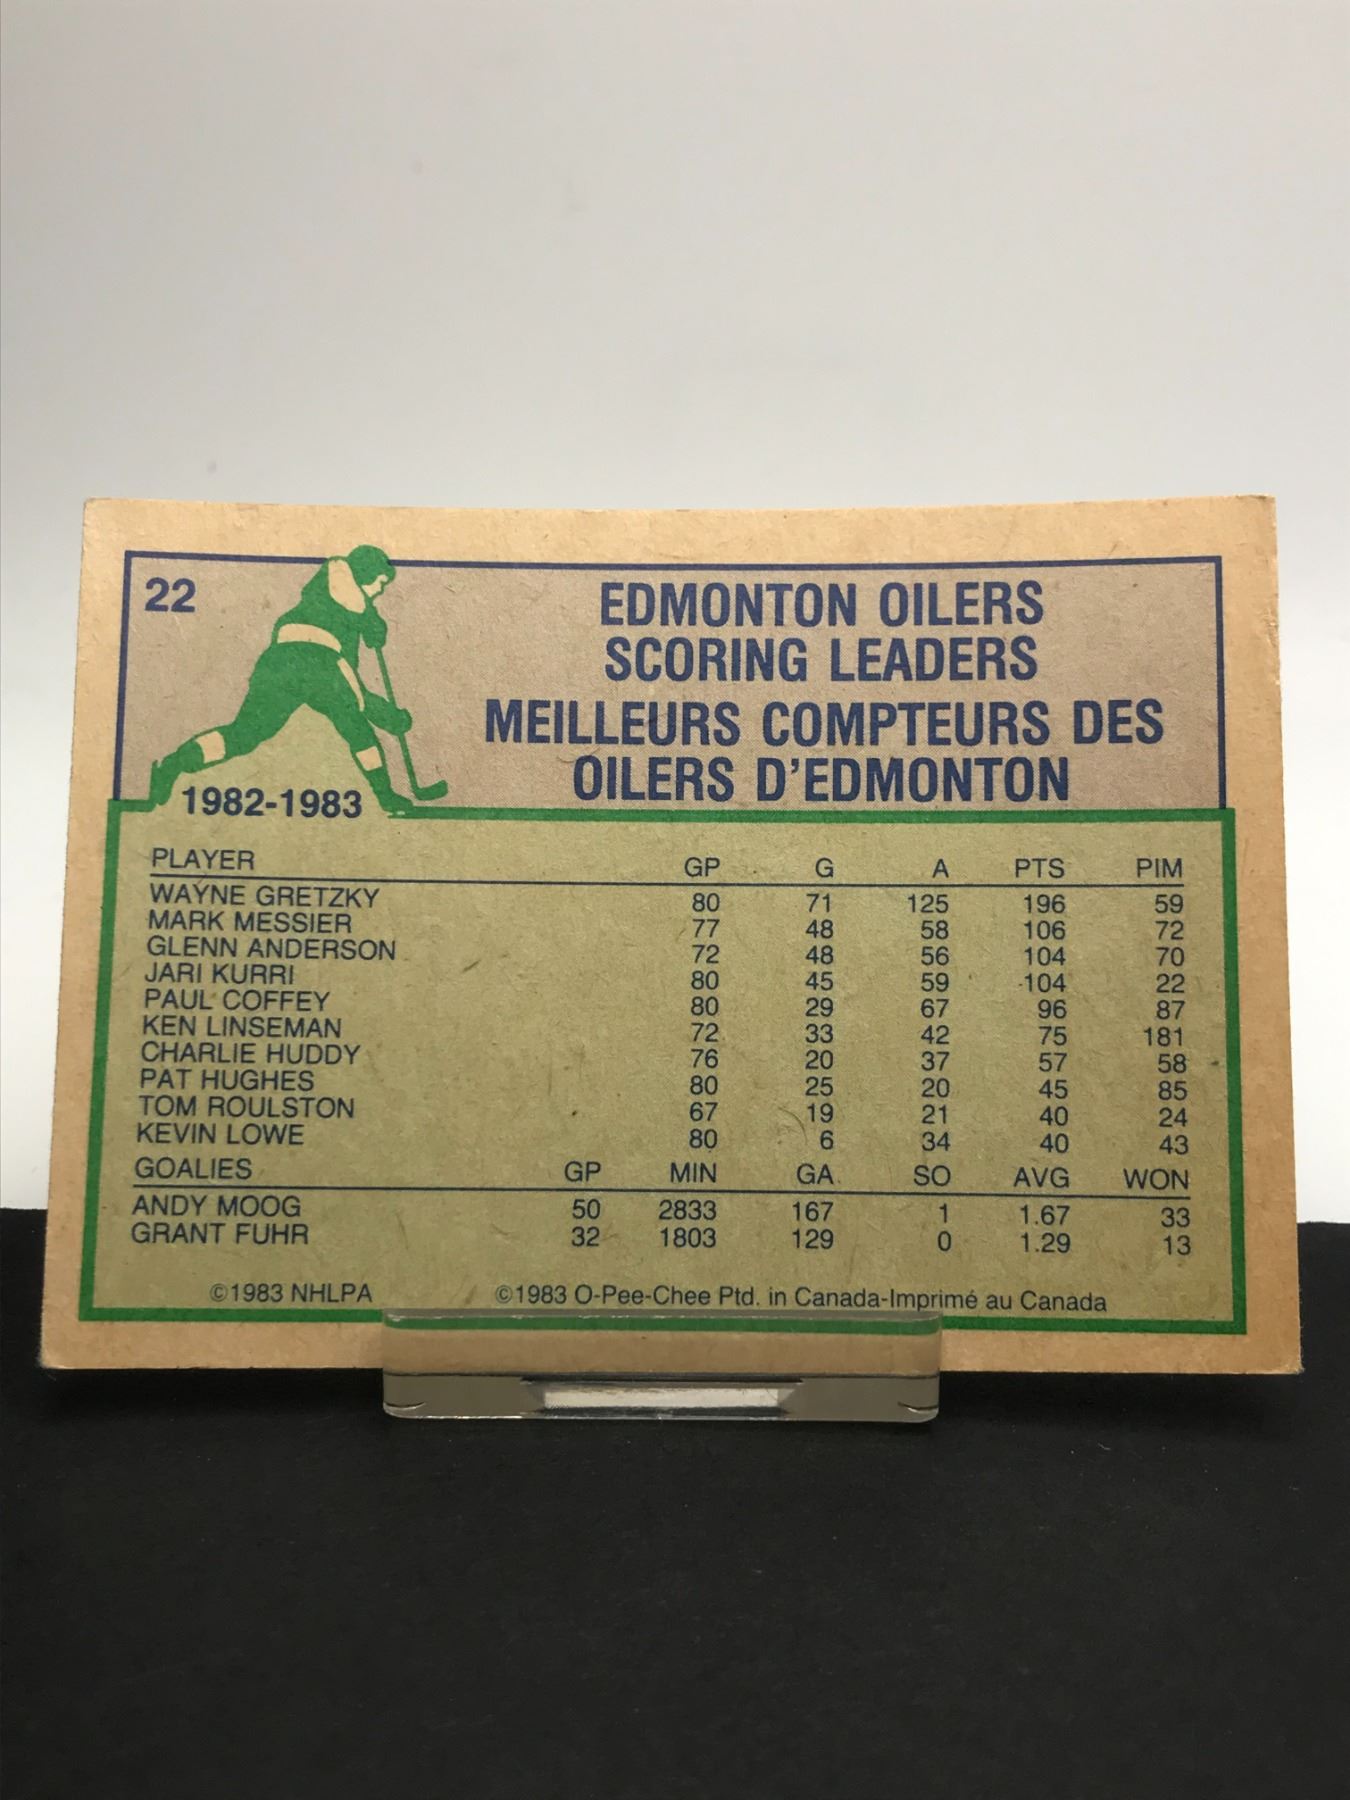 22
EDMONTON OILERS
SCORING LEADERS
MEILLEURS COMPTEURS DES
OILERS D'EDMONTON
1982-1983
PLAYER GP G A PTS PIM
WAYNE GRETZKY 80 71 125 196 59
MARK MESSIER 77 48 58 106 72
GLENN ANDERSON 72 48 56 104 70
JARI KURRI 80 45 59 104 22
PAUL COFFEY 80 29 67 96 87
KEN LINSEMAN 72 33 42 75 181
CHARLIE HUDDY 76 20 37 57 58
PAT HUGHES 80 25 20 45 85
TOM ROULSTON 67 19 21 40 24
KEVIN LOWE 80 6 34 40 43
GOALIES GP MIN GA SO AVG WON
ANDY MOOG 50 2833 167 1 1.67 33
GRANT FUHR 32 1803 129 0 1.29 13
©1983 NHLPA ©1983 O-Pee-Chee Ptd. in Canada-Imprimé au Canada